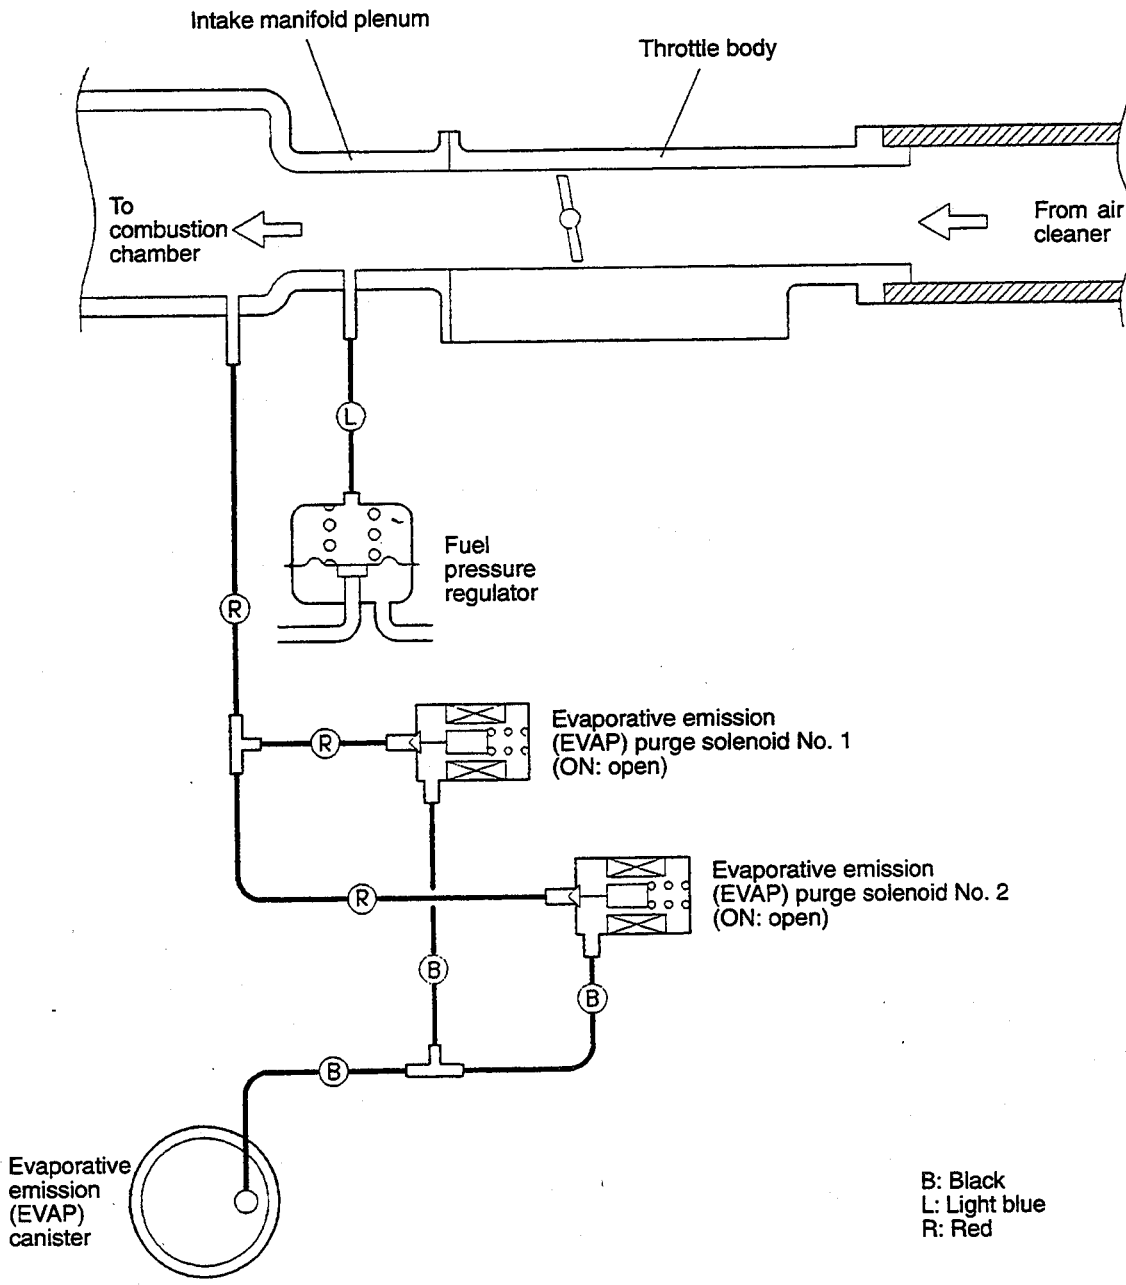 Intake manifold plenum
Throttle body
To
combustion
chamber
From air
cleaner
L
Fuel
pressure
regulator
R
Evaporative emission
(EVAP) purge solenoid No. 1
(ON: open)
R
Evaporative emission
(EVAP) purge solenoid No. 2
(ON: open)
R
B
B
B
Evaporative
emission
(EVAP)
canister
B: Black
L: Light blue
R: Red